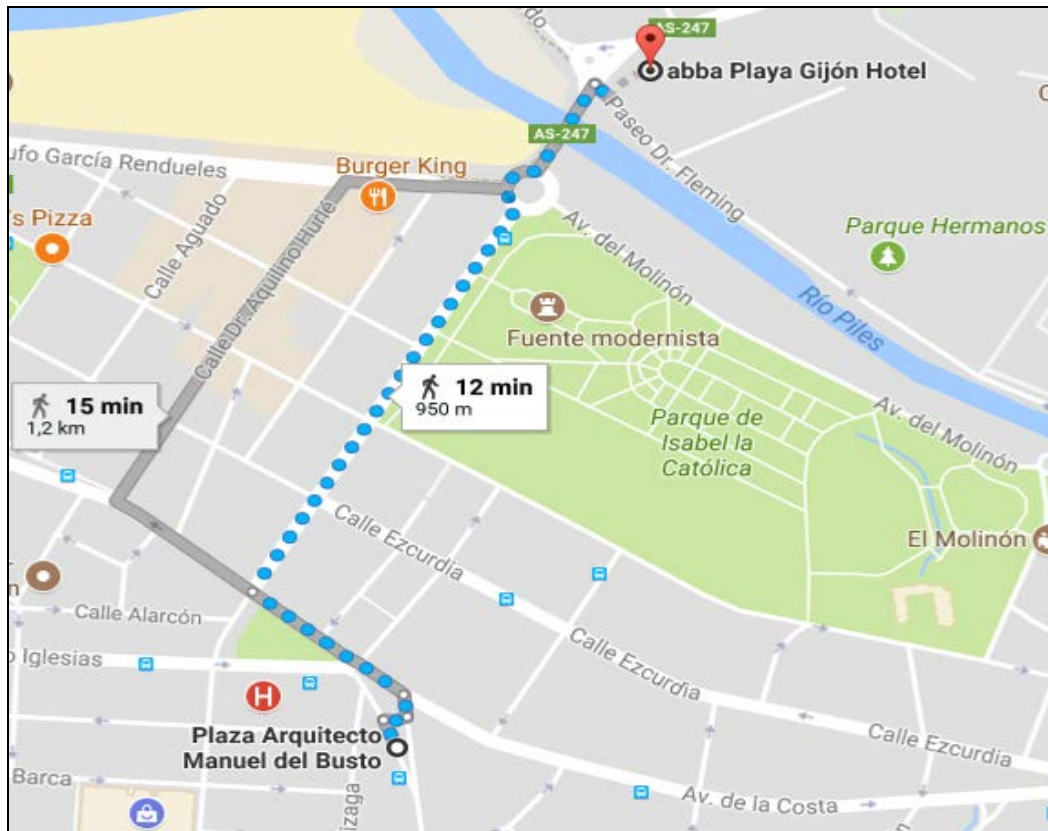 AS-247
abba Playa Gijón Hotel
AS-247
Paseo Dr. Fleming
ufo García Rendueles
Burger King
's Pizza
Calle Aguado
Calle Dr. Aquilino Hurlé
Av. del Molinón
Parque Hermanos
Río Piles
Fuente modernista
12 min
950 m
15 min
1,2 km
Parque de
Isabel la
Católica
Av. del Molinón
El Molinón
Calle Ezcurdia
Calle Alarcón
Iglesias
Calle Ezcurdia
H
Plaza Arquitecto
Manuel del Busto
Calle Ezcurdia
Barca
izaga
Av. de la Costa